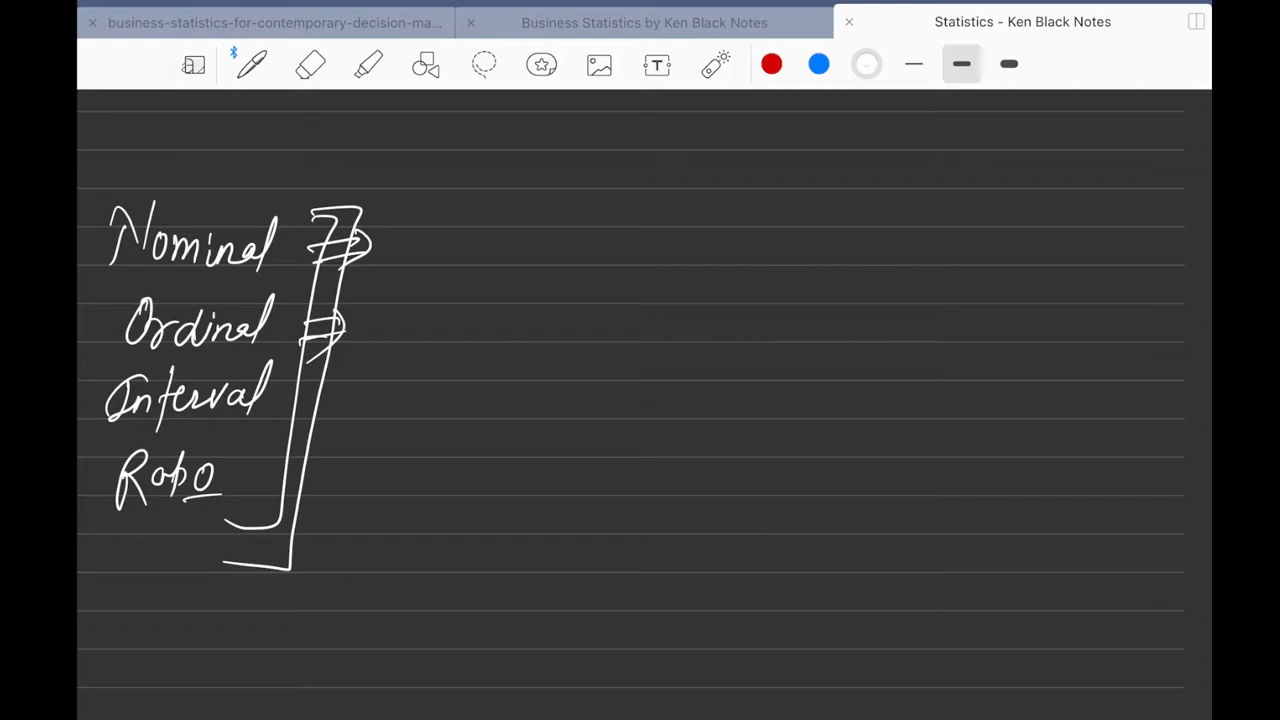 business-statistics-for-contemporary-decision-ma...
Business Statistics by Ken Black Notes
Statistics - Ken Black Notes
T
Nominal
Ordinal
Interval
Ratio